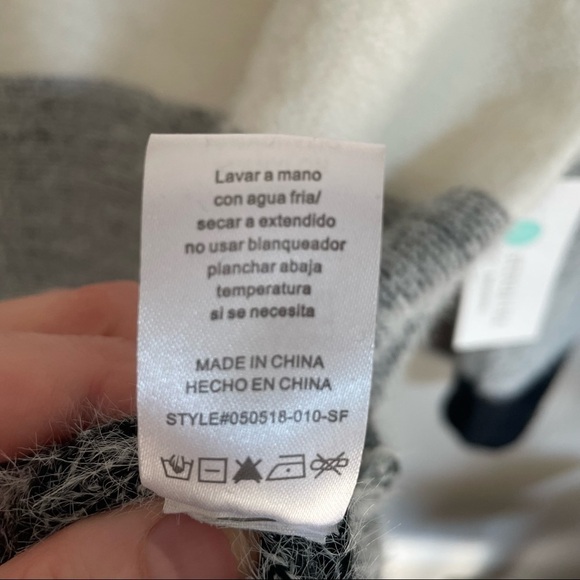 Lavar a mano
con agua fria/
secar a extendido
no usar blanqueador
planchar abaja
temperatura
si se necesita
MADE IN CHINA
HECHO EN CHINA
STYLE#050518-010-SF